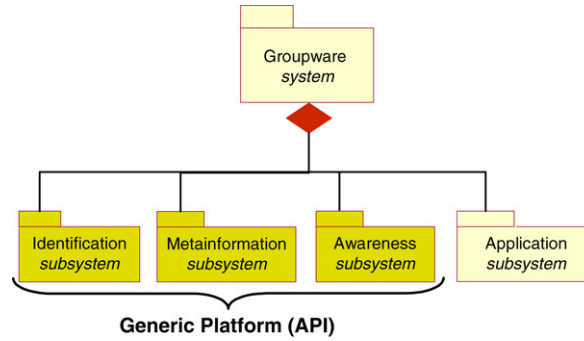 Groupware
system
Identification
subsystem
Metainformation
subsystem
Awareness
subsystem
Application
subsystem
Generic Platform (API)